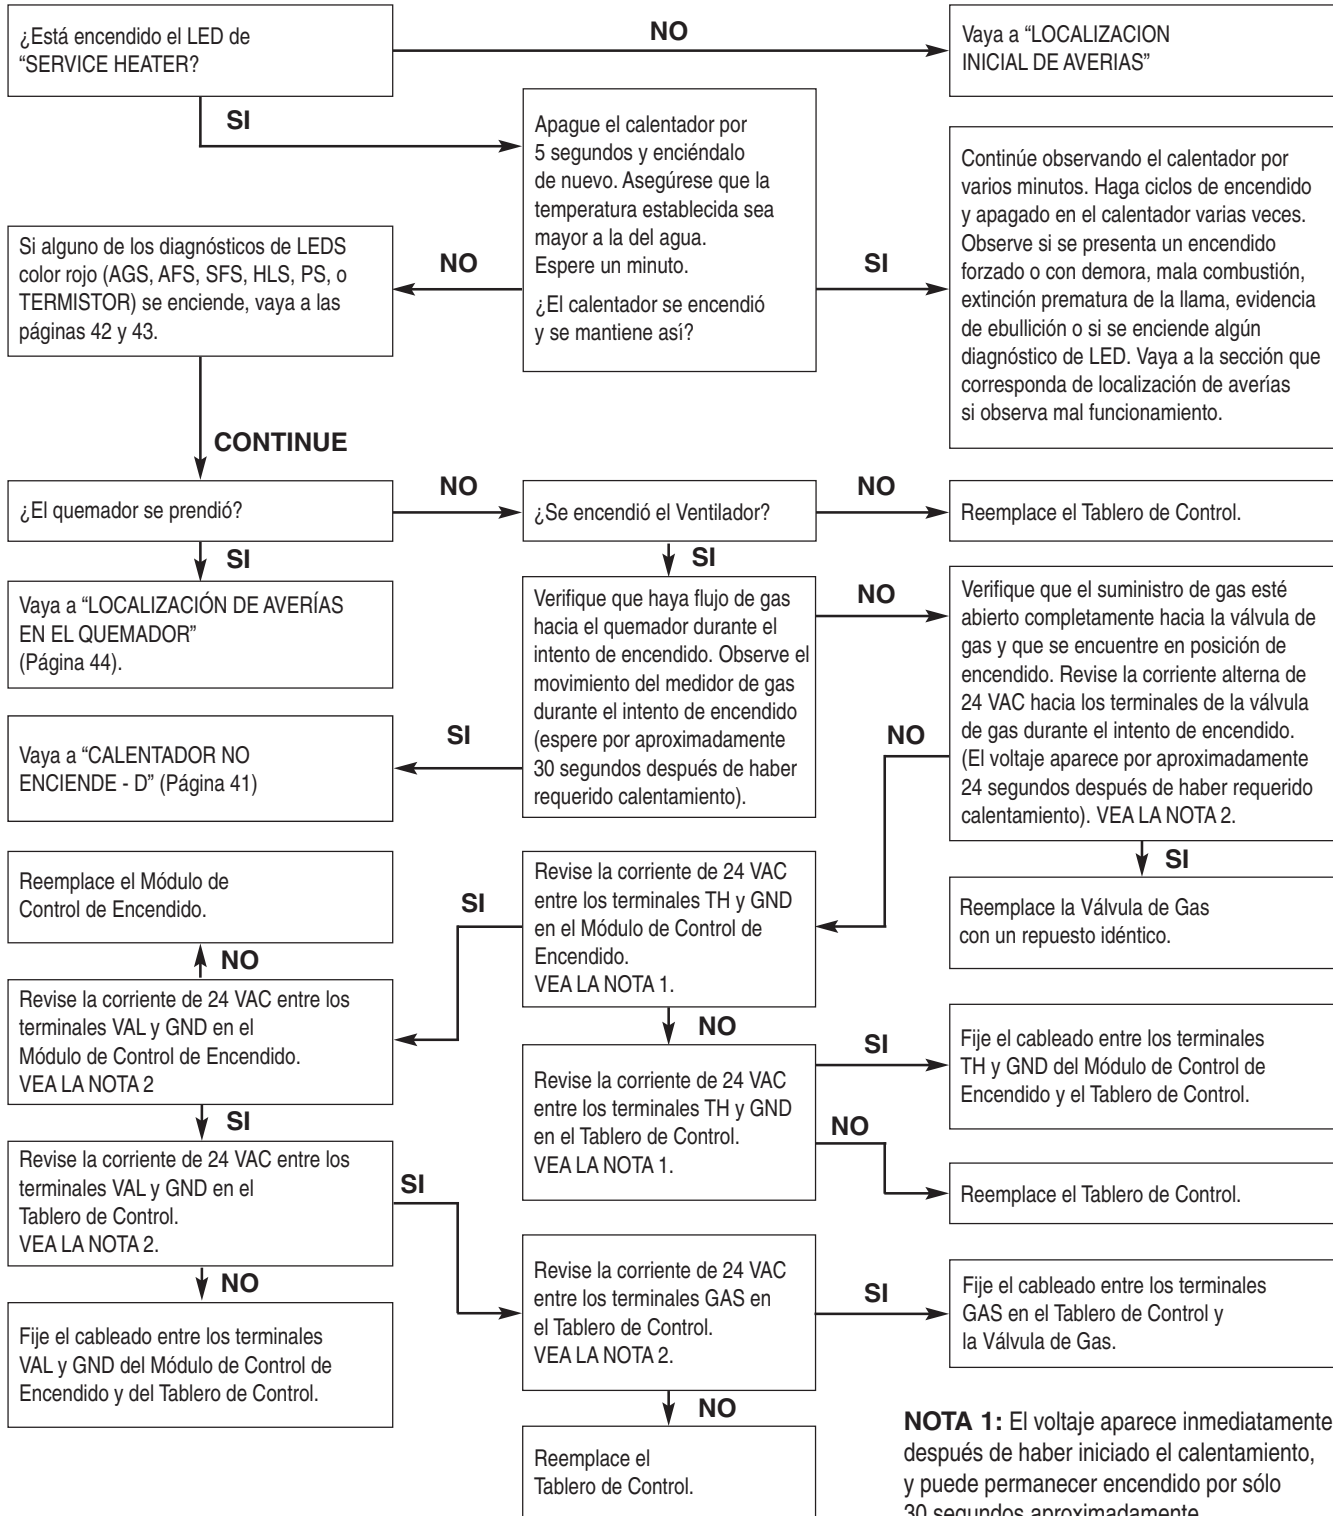 ¿Está encendido el LED de
“SERVICE HEATER?
NO
Vaya a “LOCALIZACION
INICIAL DE AVERIAS”
SI
Apague el calentador por
5 segundos y enciéndalo
de nuevo. Asegúrese que la
temperatura establecida sea
mayor a la del agua.
Espere un minuto.
¿El calentador se encendió
y se mantiene así?
NO
Si alguno de los diagnósticos de LEDS
color rojo (AGS, AFS, SFS, HLS, PS, o
TERMISTOR) se enciende, vaya a las
páginas 42 y 43.
SI
Continúe observando el calentador por
varios minutos. Haga ciclos de encendido
y apagado en el calentador varias veces.
Observe si se presenta un encendido
forzado o con demora, mala combustión,
extinción prematura de la llama, evidencia
de ebullición o si se enciende algún
diagnóstico de LED. Vaya a la sección que
corresponda de localización de averías
si observa mal funcionamiento.
CONTINUE
¿El quemador se prendió?
NO
¿Se encendió el Ventilador?
NO
Reemplace el Tablero de Control.
SI
Vaya a “LOCALIZACIÓN DE AVERÍAS
EN EL QUEMADOR”
(Página 44).
SI
Verifique que haya flujo de gas
hacia el quemador durante el
intento de encendido. Observe el
movimiento del medidor de gas
durante el intento de encendido
(espere por aproximadamente
30 segundos después de haber
requerido calentamiento).
NO
Verifique que el suministro de gas esté
abierto completamente hacia la válvula de
gas y que se encuentre en posición de
encendido. Revise la corriente alterna de
24 VAC hacia los terminales de la válvula
de gas durante el intento de encendido.
(El voltaje aparece por aproximadamente
24 segundos después de haber requerido
calentamiento). VEA LA NOTA 2.
SI
Vaya a “CALENTADOR NO
ENCIENDE - D” (Página 41)
NO
SI
Reemplace la Válvula de Gas
con un repuesto idéntico.
Revise la corriente de 24 VAC
entre los terminales TH y GND
en el Módulo de Control de
Encendido.
VEA LA NOTA 1.
SI
Reemplace el Módulo de
Control de Encendido.
NO
Revise la corriente de 24 VAC entre los
terminales VAL y GND en el
Módulo de Control de Encendido.
VEA LA NOTA 2
NO
Revise la corriente de 24 VAC
entre los terminales TH y GND
en el Tablero de Control.
VEA LA NOTA 1.
SI
Fije el cableado entre los terminales
TH y GND del Módulo de Control de
Encendido y el Tablero de Control.
NO
Reemplace el Tablero de Control.
SI
Revise la corriente de 24 VAC entre los
terminales VAL y GND en el
Tablero de Control.
VEA LA NOTA 2.
SI
Revise la corriente de 24 VAC
entre los terminales GAS en
el Tablero de Control.
VEA LA NOTA 2.
SI
Fije el cableado entre los terminales
GAS en el Tablero de Control y
la Válvula de Gas.
NO
Fije el cableado entre los terminales
VAL y GND del Módulo de Control de
Encendido y del Tablero de Control.
NO
Reemplace el
Tablero de Control.
NOTA 1: El voltaje aparece inmediatamente
después de haber iniciado el calentamiento,
y puede permanecer encendido por sólo
30 segundos aproximadamente